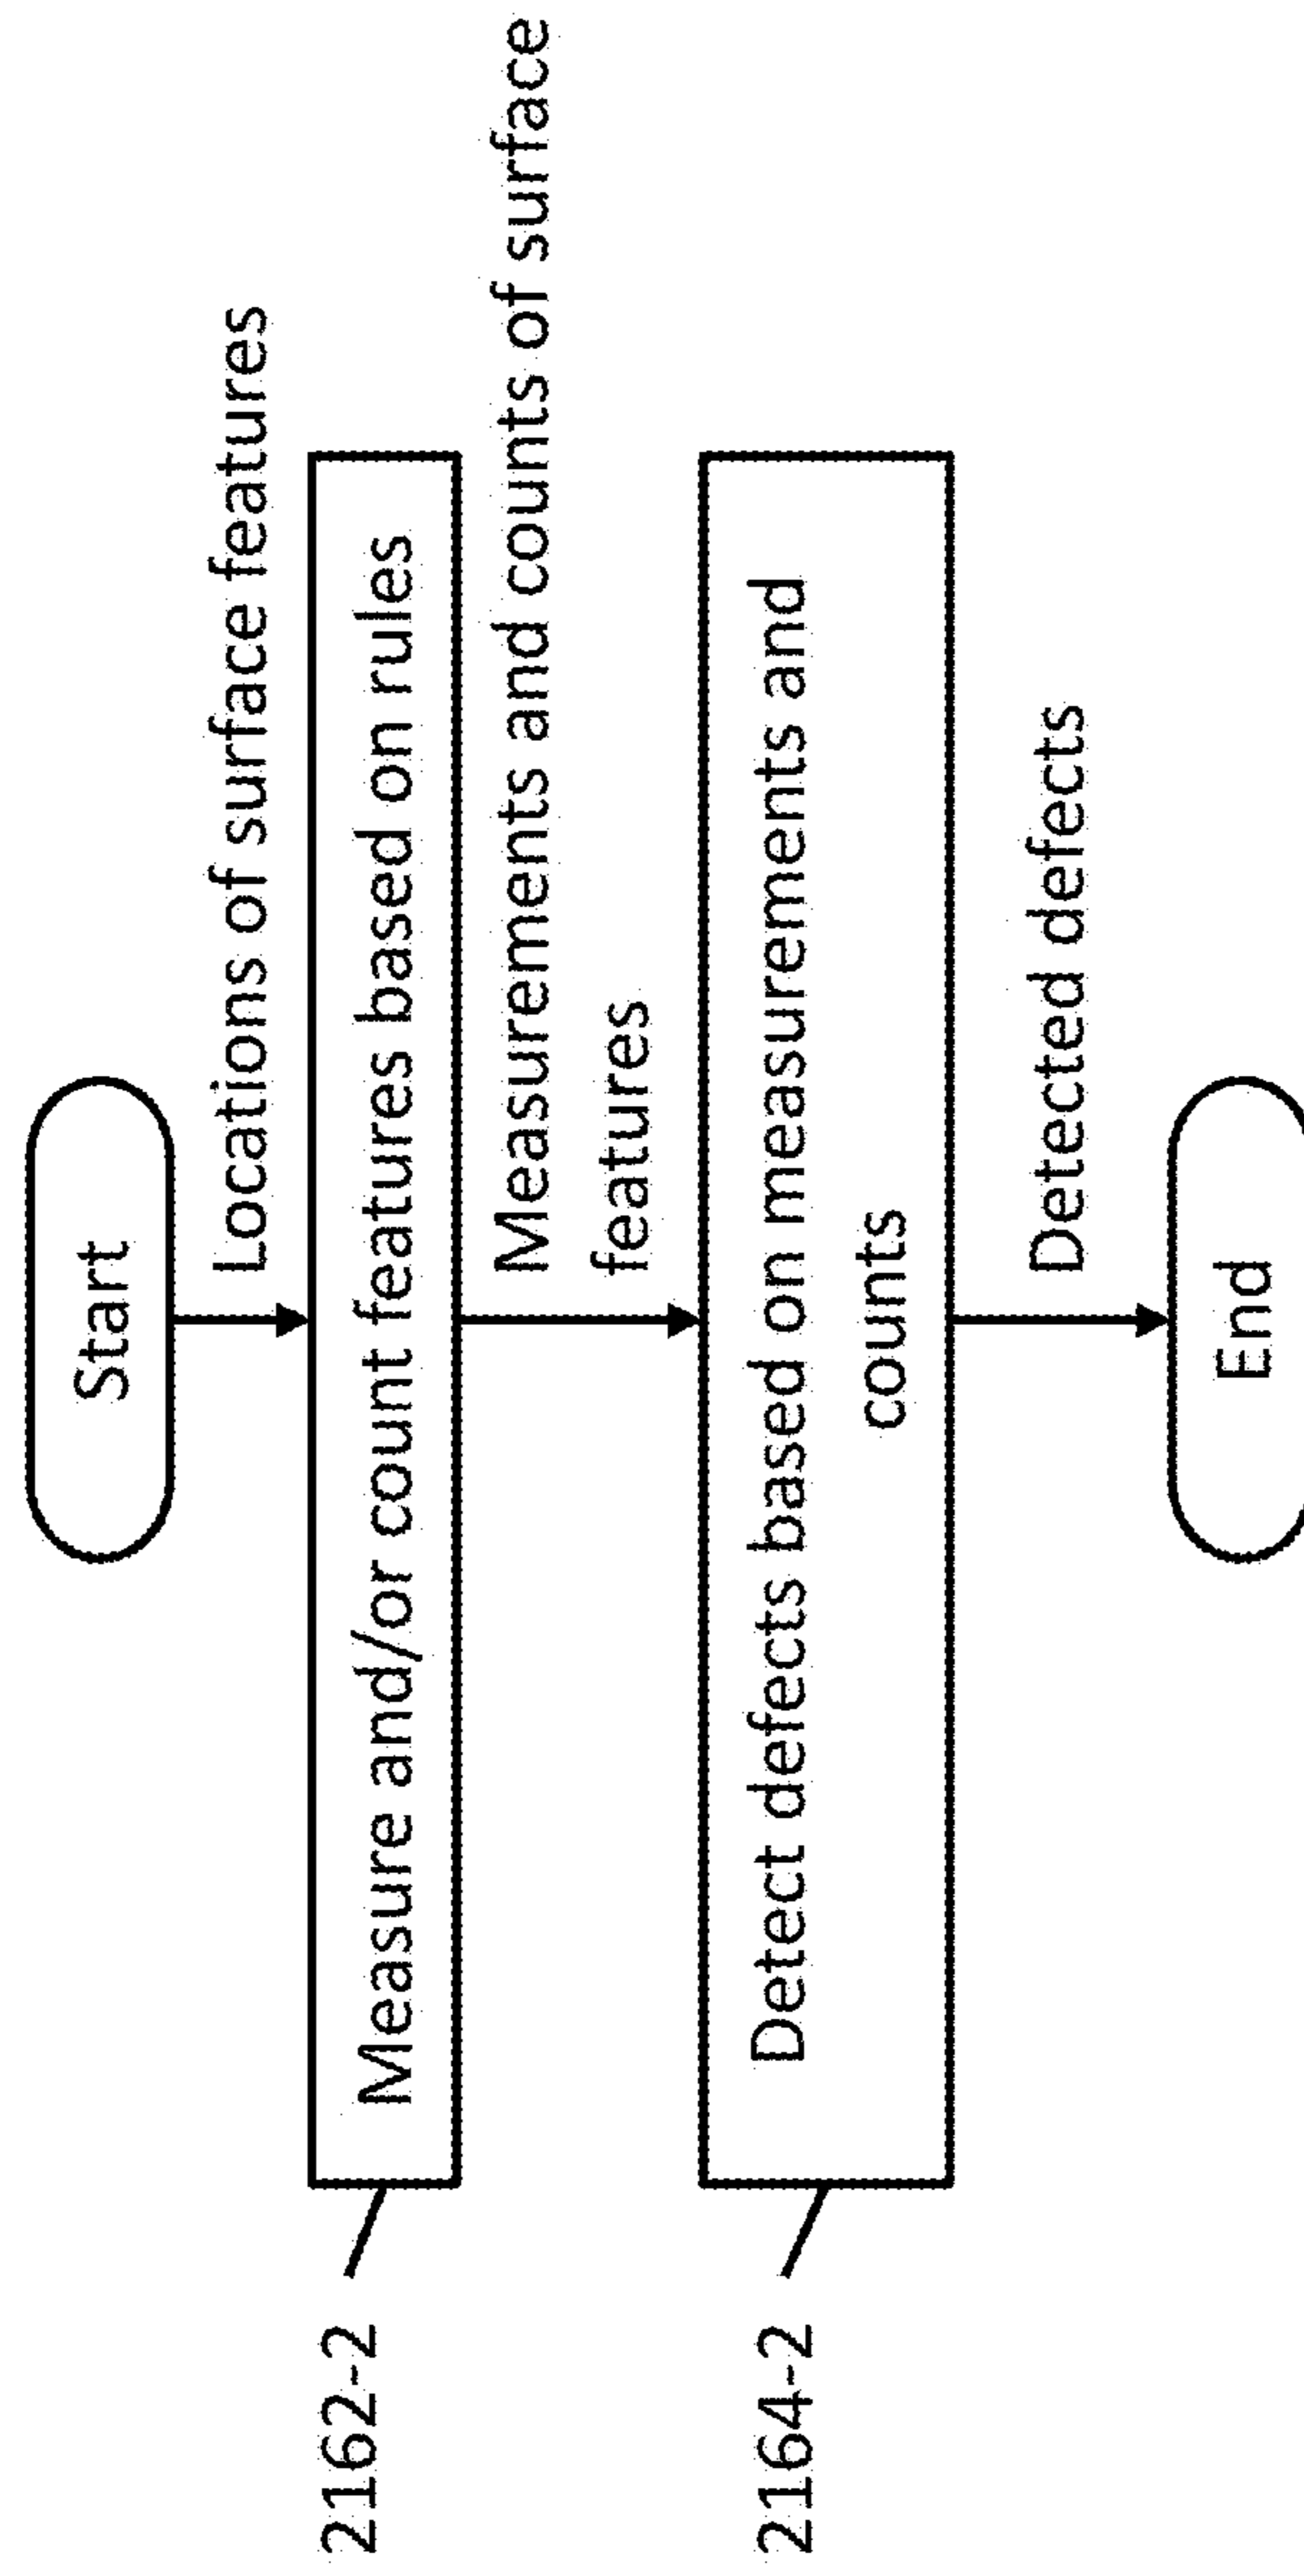 Start
Locations of surface features
2162-2
Measure and/or count features based on rules
Measurements and counts of surface
features
2164-2
Detect defects based on measurements and
counts
Detected defects
End